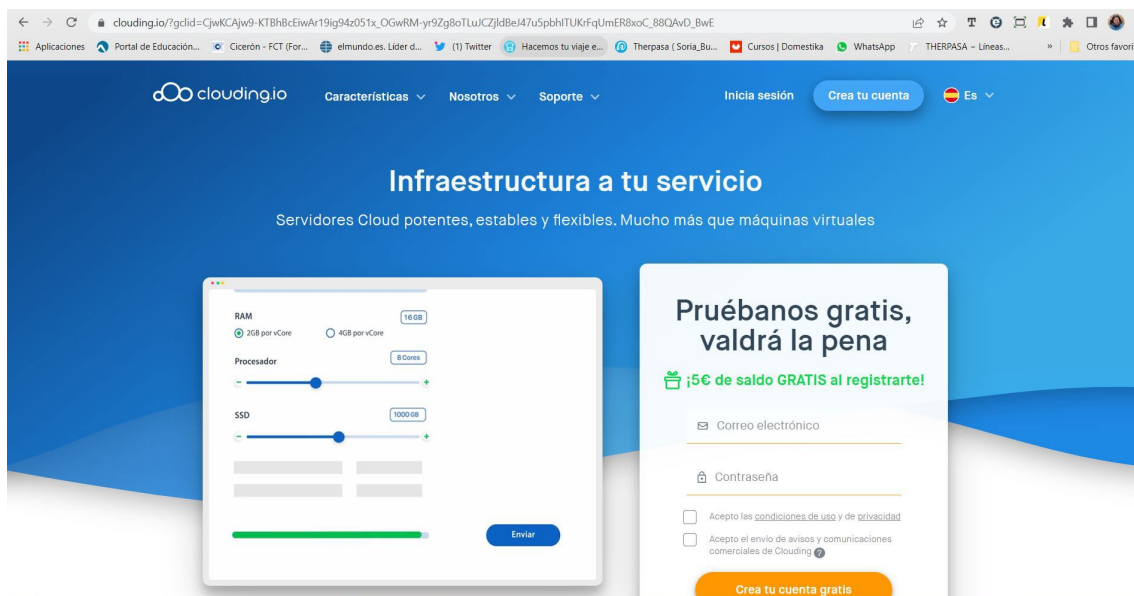 clouding.io/?gclid=CjwKCAjw9-KTBhBcEiwAr19ig94z051x_OGwRM-yr9Zg8oTLuJCZjldBeJ47u5pbhITUKrFqUmER8xoC_88QAvD_BwE
Aplicaciones Portal de Educación... Cicerón - FCT (For... elmundo.es. Líder d... (1) Twitter Hacemos tu viaje e... Therpasa ( Soria_Bu... Cursos | Domestika WhatsApp THERPASA – Líneas... » Otros favori
clouding.io Características Nosotros Soporte Inicia sesión Crea tu cuenta Es
Infraestructura a tu servicio
Servidores Cloud potentes, estables y flexibles. Mucho más que máquinas virtuales
RAM 16 GB
2GB por vCore 4GB por vCore
Procesador 8 Cores
SSD 1000 GB
Enviar
Pruébanos gratis,
valdrá la pena
¡5€ de saldo GRATIS al registrarte!
Correo electrónico
Contraseña
Acepto las condiciones de uso y de privacidad
Acepto el envío de avisos y comunicaciones
comerciales de Clouding ?
Crea tu cuenta gratis